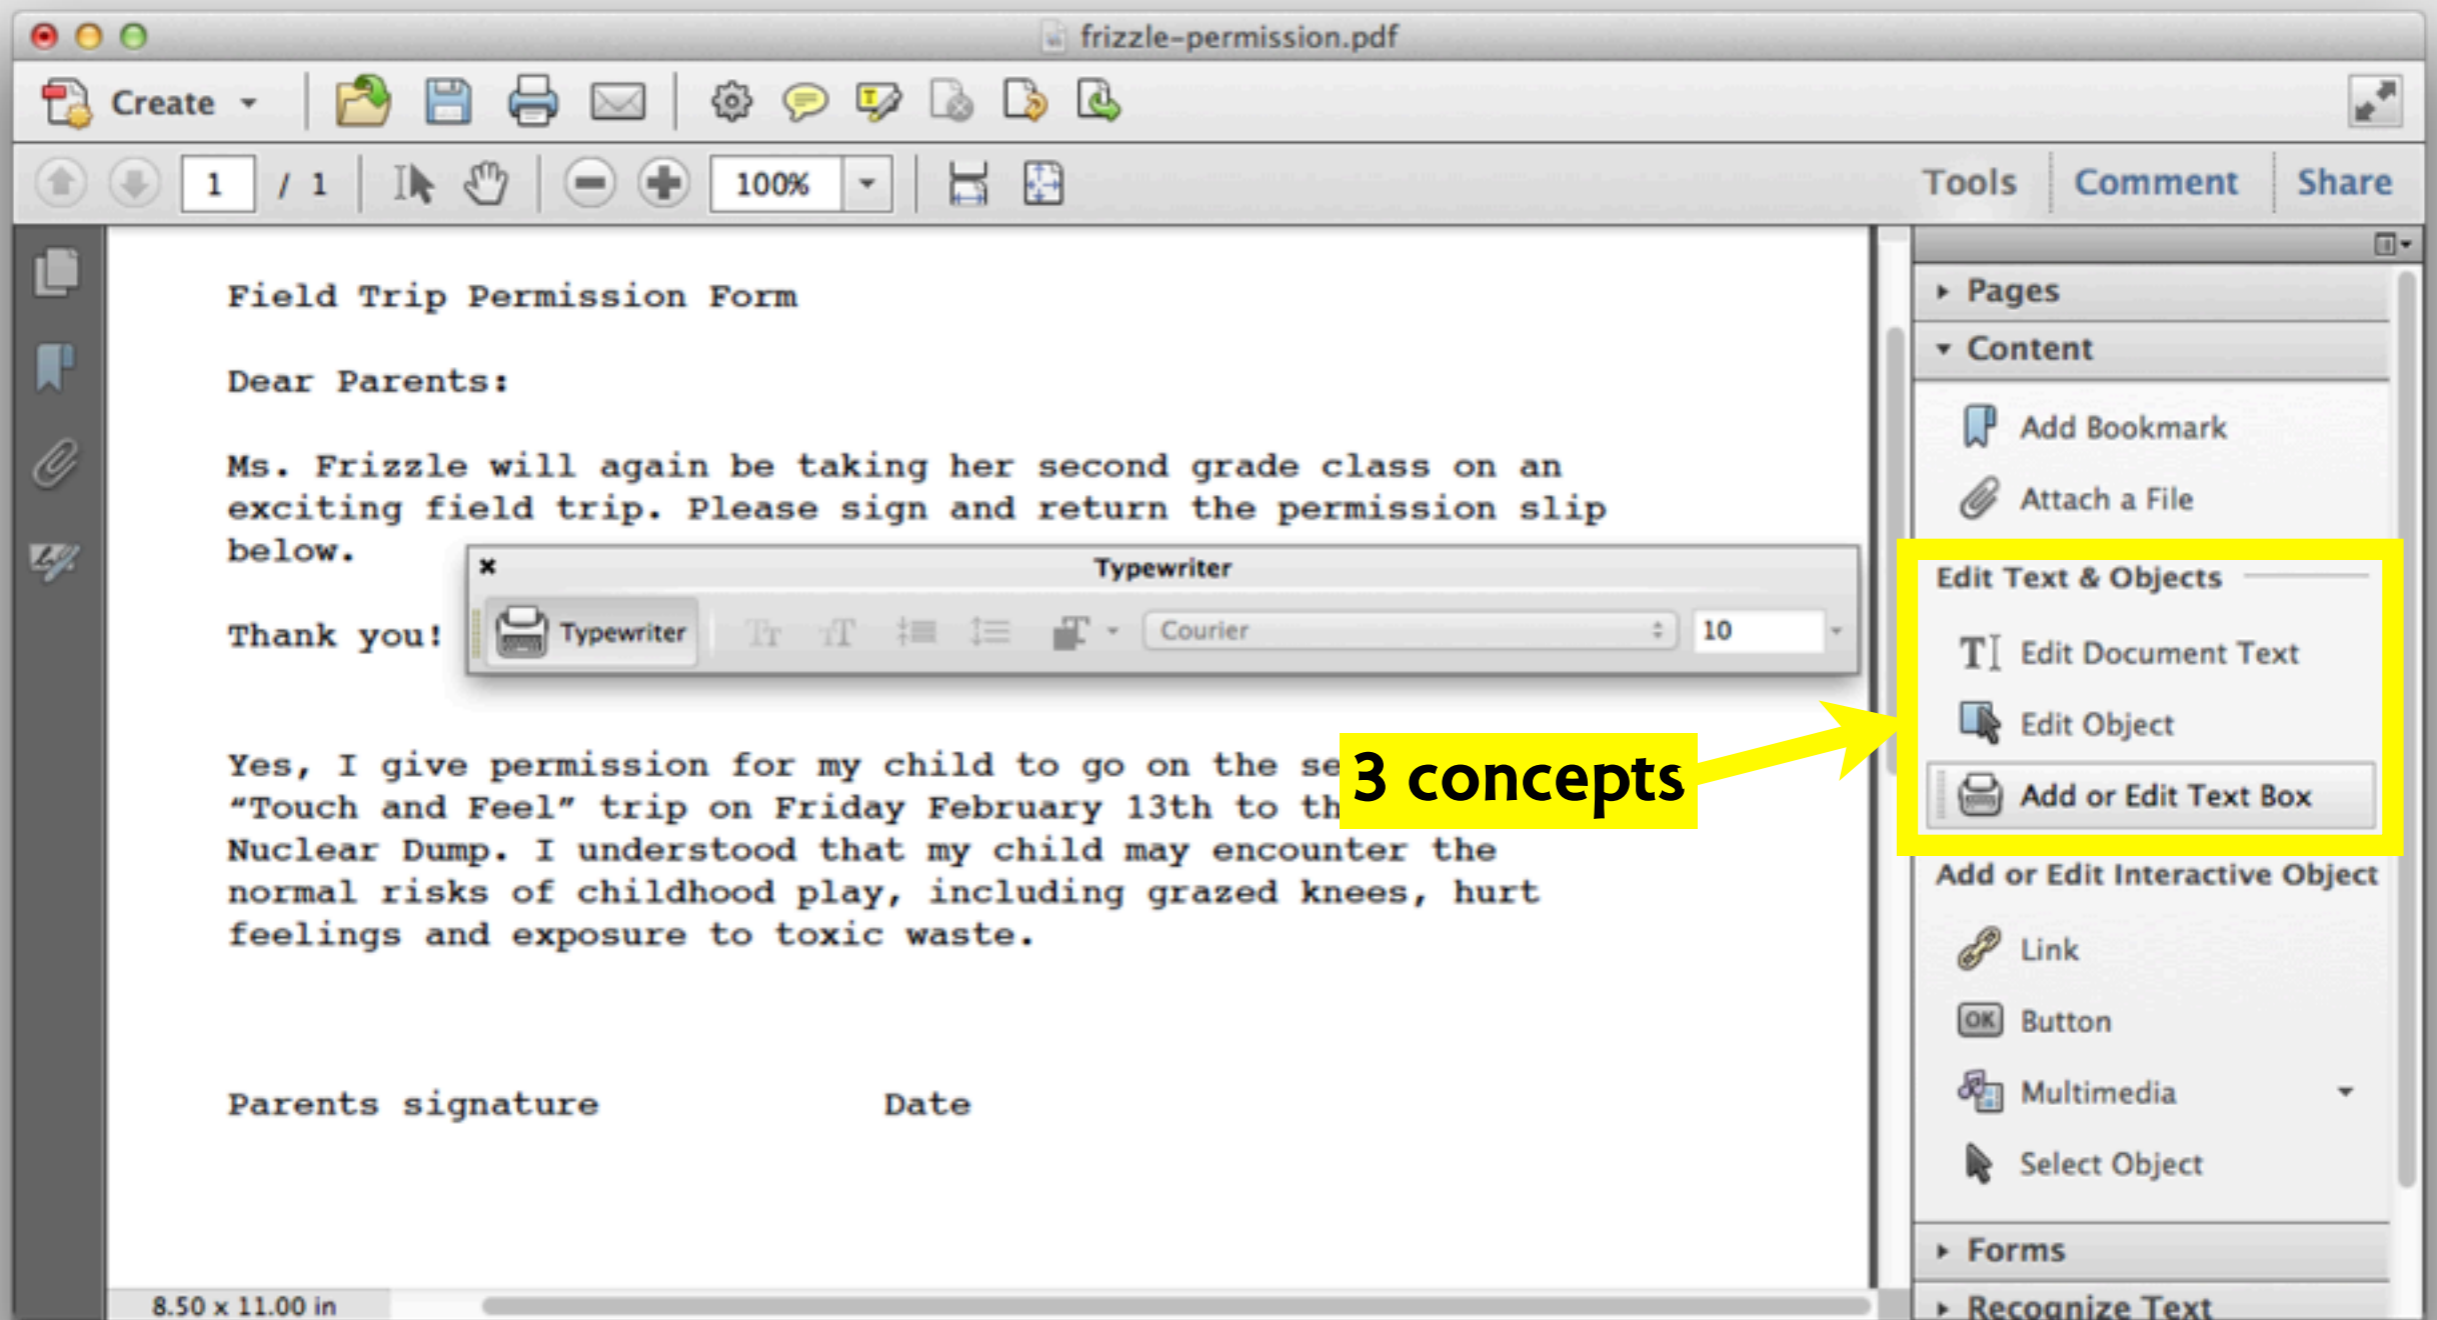 frizzle-permission.pdf
Create
1 / 1
100%
Tools
Comment
Share
Field Trip Permission Form
Dear Parents:
Ms. Frizzle will again be taking her second grade class on an
exciting field trip. Please sign and return the permission slip
below.
Thank you!
Typewriter
Typewriter
Courier
10
Yes, I give permission for my child to go on the se
“Touch and Feel” trip on Friday February 13th to th
Nuclear Dump. I understood that my child may encounter the
normal risks of childhood play, including grazed knees, hurt
feelings and exposure to toxic waste.
3 concepts
Parents signature Date
8.50 x 11.00 in
Pages
Content
Add Bookmark
Attach a File
Edit Text & Objects
Edit Document Text
Edit Object
Add or Edit Text Box
Add or Edit Interactive Object
Link
OK Button
Multimedia
Select Object
Forms
Recognize Text